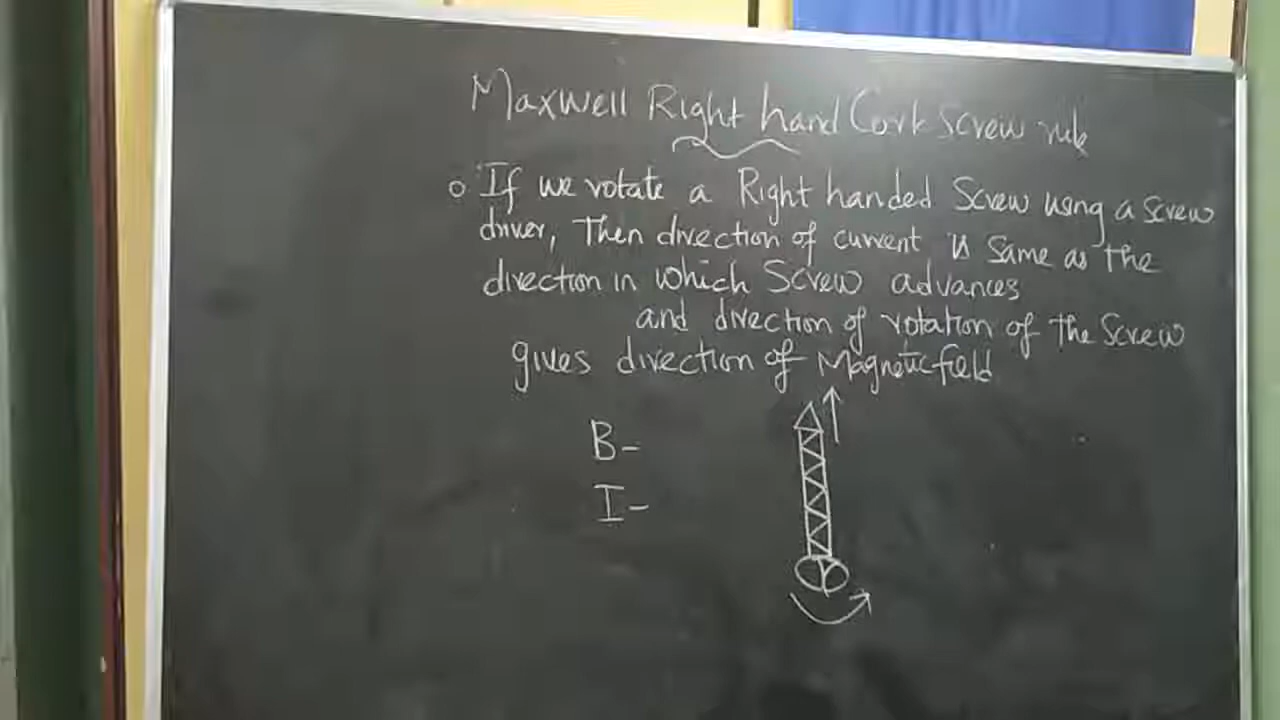 Maxwell Right hand Cork Screw rule
o If we rotate a Right handed Screw using a screw
driver, Then direction of current is same as the
direction in which Screw advances
and direction of rotation of the Screw
gives direction of Magnetic field
B-
I-